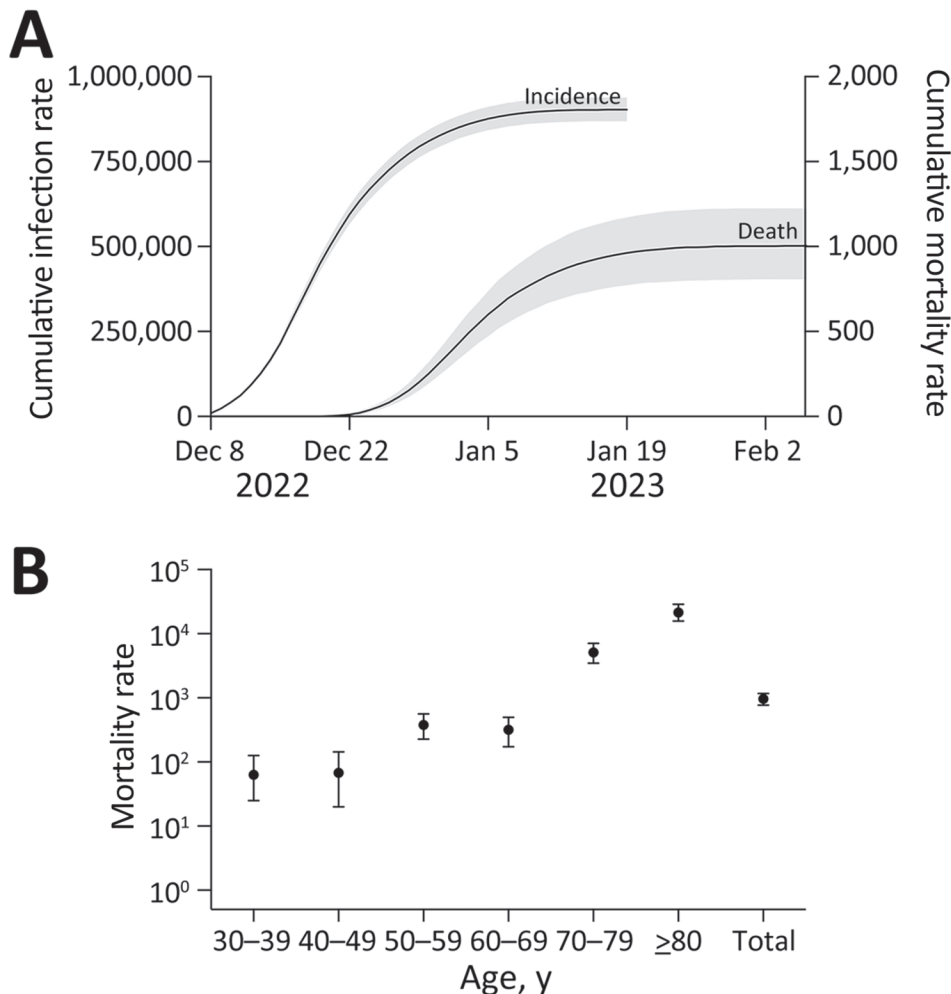 A
Cumulative infection rate
1,000,000
750,000
500,000
250,000
0
Incidence
Death
2,000
1,500
1,000
500
0
Cumulative mortality rate
Dec 8 Dec 22 Jan 5 Jan 19 Feb 2
2022 2023
B
Mortality rate
10⁵
10⁴
10³
10²
10¹
10⁰
30–39 40–49 50–59 60–69 70–79 ≥80 Total
Age, y